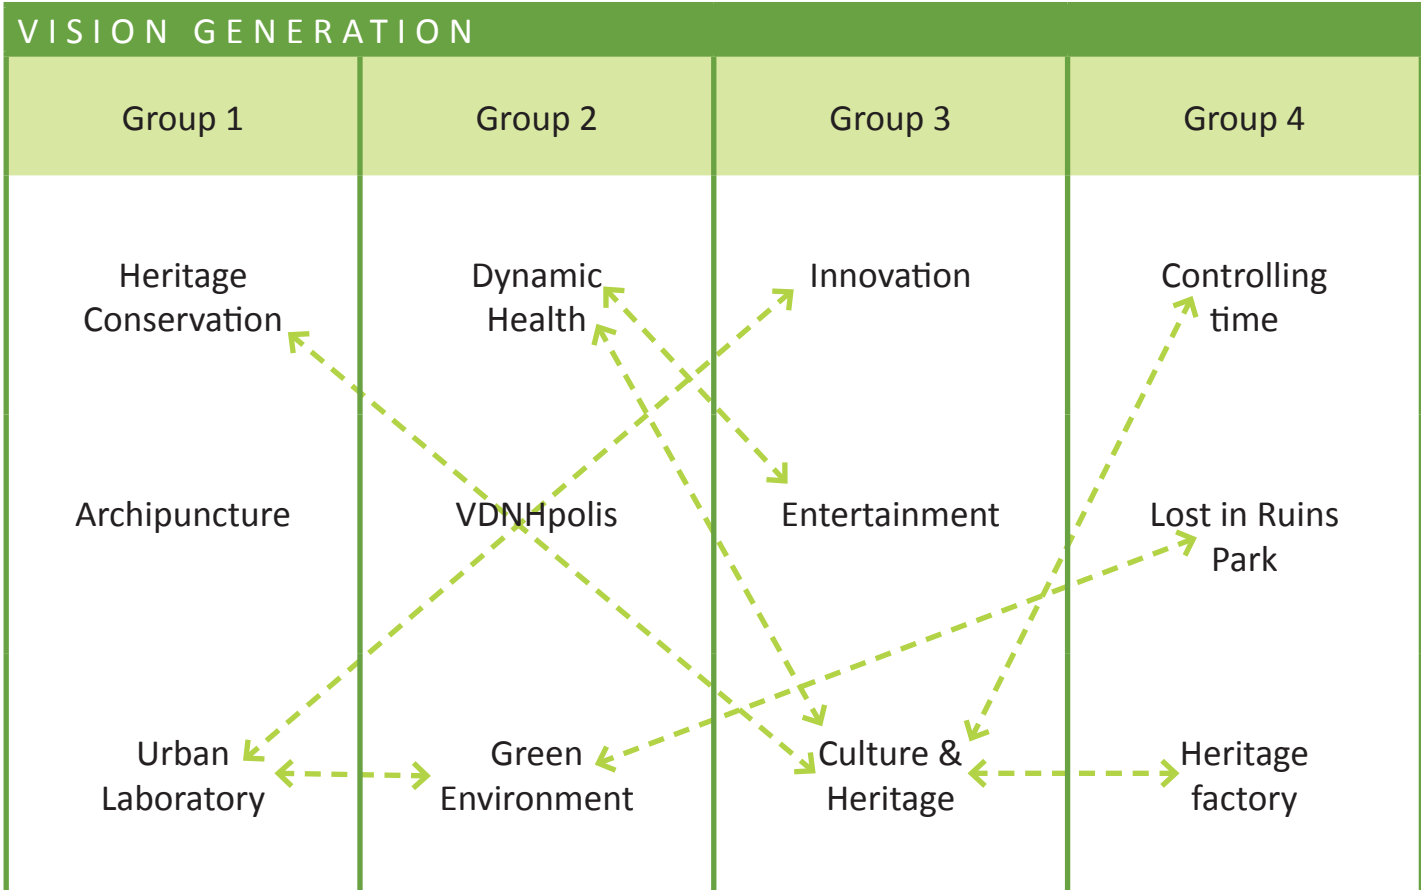 VISION GENERATION
Group 1
Group 2
Group 3
Group 4
Heritage
Conservation
Dynamic
Health
Innovation
Controlling
time
Archipuncture
VDNHpolis
Entertainment
Lost in Ruins
Park
Urban
Laboratory
Green
Environment
Culture &
Heritage
Heritage
factory